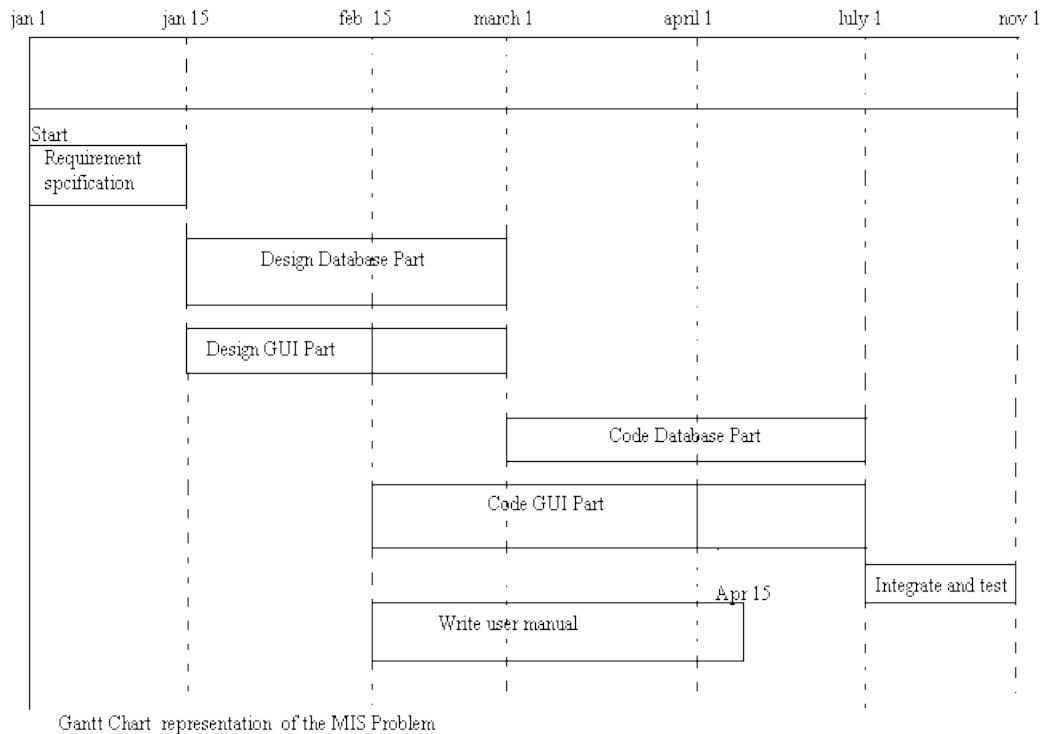 jan 1 jan 15 feb 15 march 1 april 1 luly 4 nov 1
Start
Requirement
spcification
Design Database Part
Design GUI Part
Code Database Part
Code GUI Part
Integrate and test
Apr 15
Write user manual
Gantt Chart representation of the MIS Problem